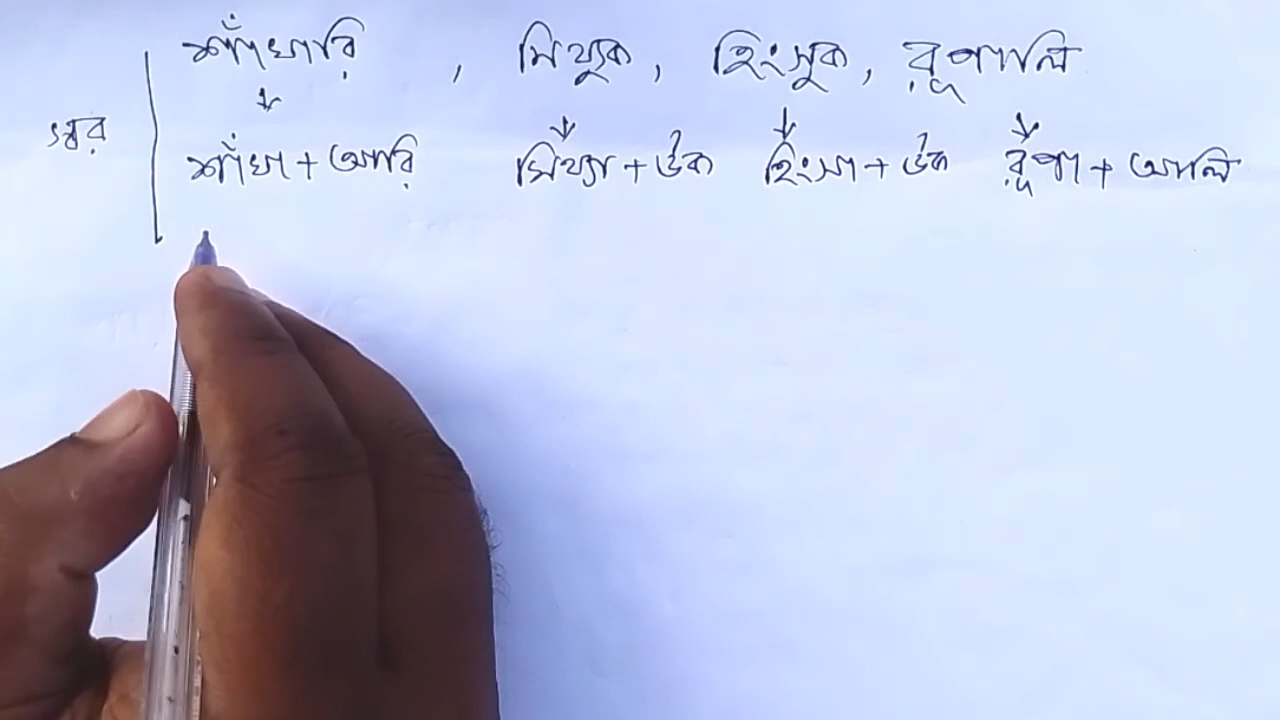 শাঁখারি , মিথ্যুক, হিংসুক, রূপালি
স্বর
শাঁখা + আরি মিথ্যা + উক হিংসা + উক রূপা + আলি